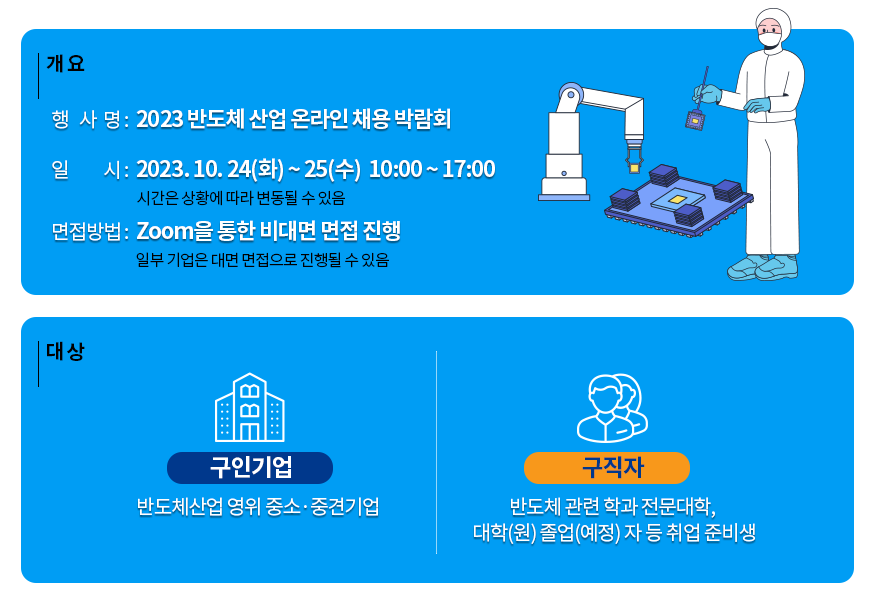 개요
행 사 명 : 2023 반도체 산업 온라인 채용 박람회
일 시 : 2023. 10. 24(화) ~ 25(수) 10:00 ~ 17:00
시간은 상황에 따라 변동될 수 있음
면접방법 : Zoom을 통한 비대면 면접 진행
일부 기업은 대면 면접으로 진행될 수 있음
대상
구인기업
반도체산업 영위 중소·중견기업
구직자
반도체 관련 학과 전문대학,
대학(원) 졸업(예정) 자 등 취업 준비생